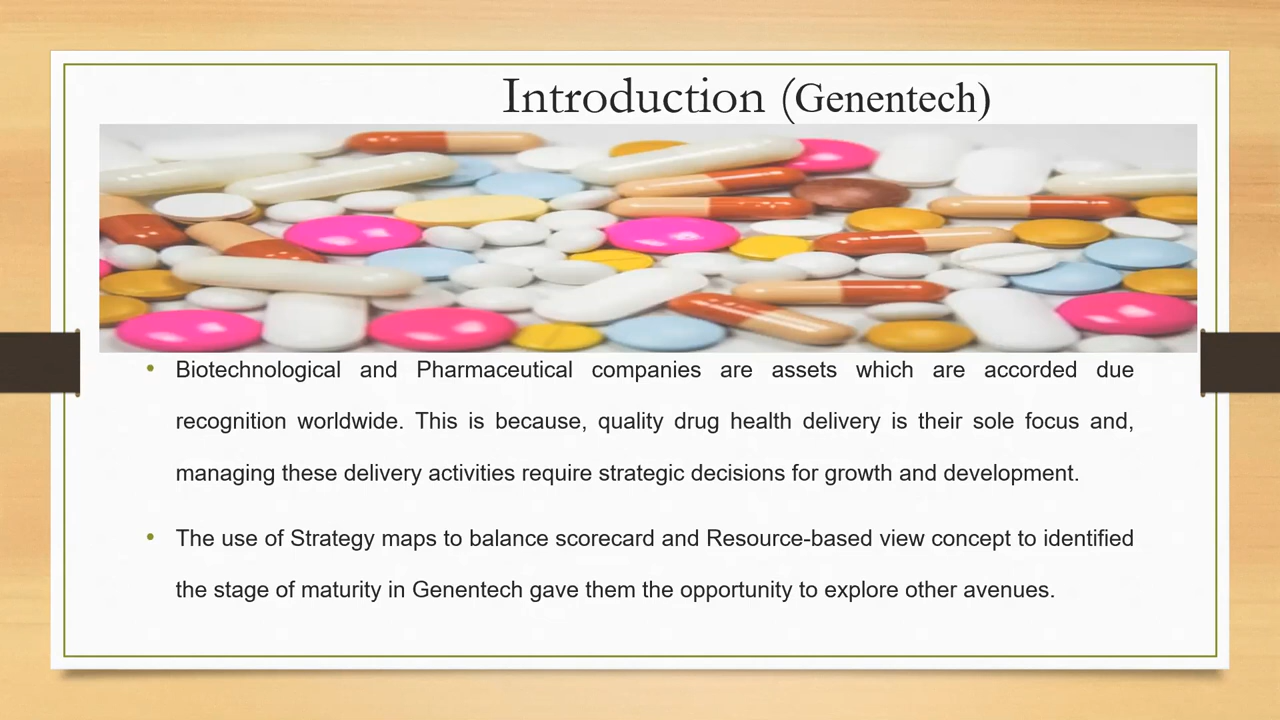 Introduction (Genentech)
• Biotechnological and Pharmaceutical companies are assets which are accorded due
recognition worldwide. This is because, quality drug health delivery is their sole focus and,
managing these delivery activities require strategic decisions for growth and development.
• The use of Strategy maps to balance scorecard and Resource-based view concept to identified
the stage of maturity in Genentech gave them the opportunity to explore other avenues.